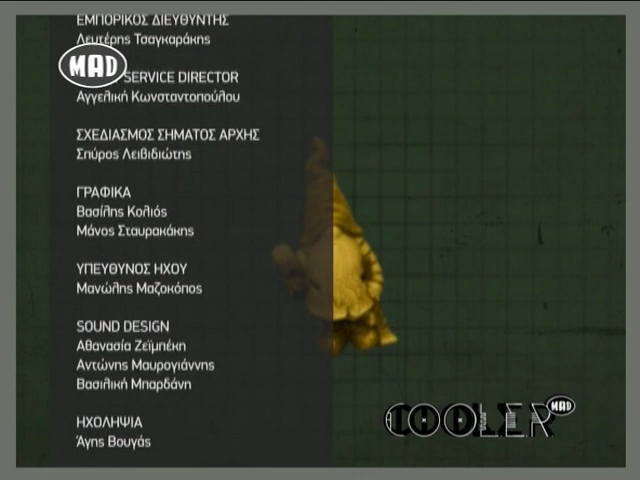 ΕΜΠΟΡΙΚΟΣ ΔΙΕΥΘΥΝΤΗΣ
Λευτέρης Τσαγκαράκης
MAD
SERVICE DIRECTOR
Αγγελική Κωνσταντοπούλου
ΣΧΕΔΙΑΣΜΟΣ ΣΗΜΑΤΟΣ ΑΡΧΗΣ
Σπύρος Λειβιδιώτης
ΓΡΑΦΙΚΑ
Βασίλης Κολιός
Μάνος Σταυρακάκης
ΥΠΕΥΘΥΝΟΣ ΗΧΟΥ
Μανώλης Μαζοκόπος
SOUND DESIGN
Αθανασία Ζεϊμπέκη
Αντώνης Μαυρογιάννης
Βασιλική Μπαρδάνη
ΗΧΟΛΗΨΙΑ
Άγης Βουγάς
COOLER
MAD